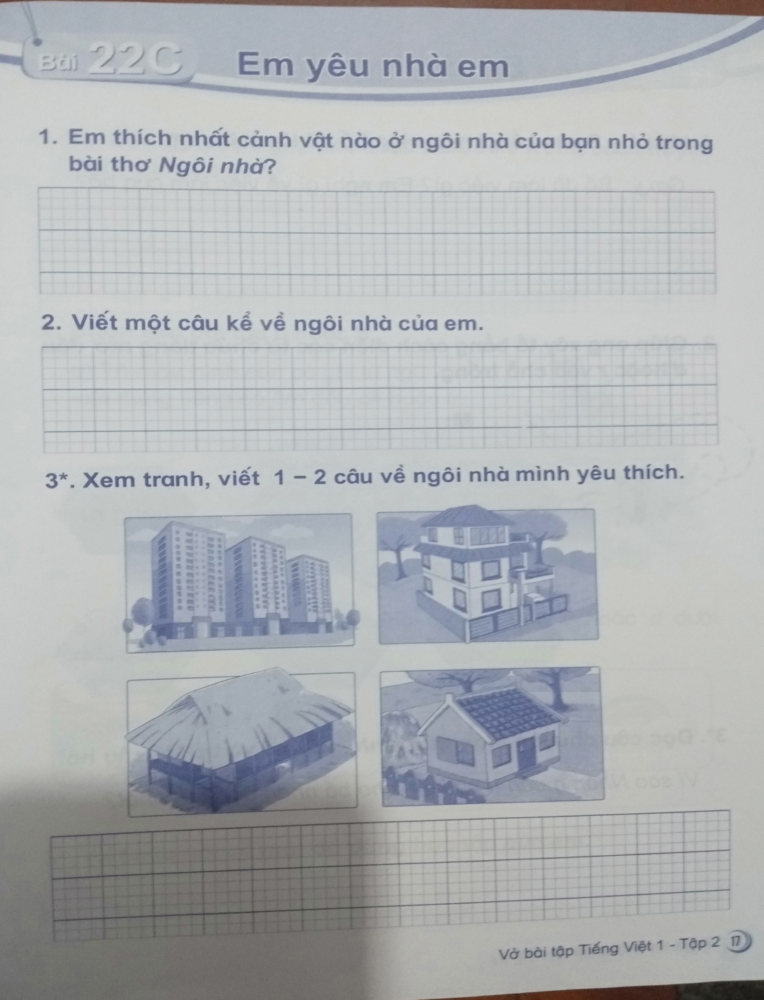 Bài 22C Em yêu nhà em
1. Em thích nhất cảnh vật nào ở ngôi nhà của bạn nhỏ trong
bài thơ Ngôi nhà?
2. Viết một câu kể về ngôi nhà của em.
3*. Xem tranh, viết 1 - 2 câu về ngôi nhà mình yêu thích.
Vở bài tập Tiếng Việt 1 - Tập 2 17